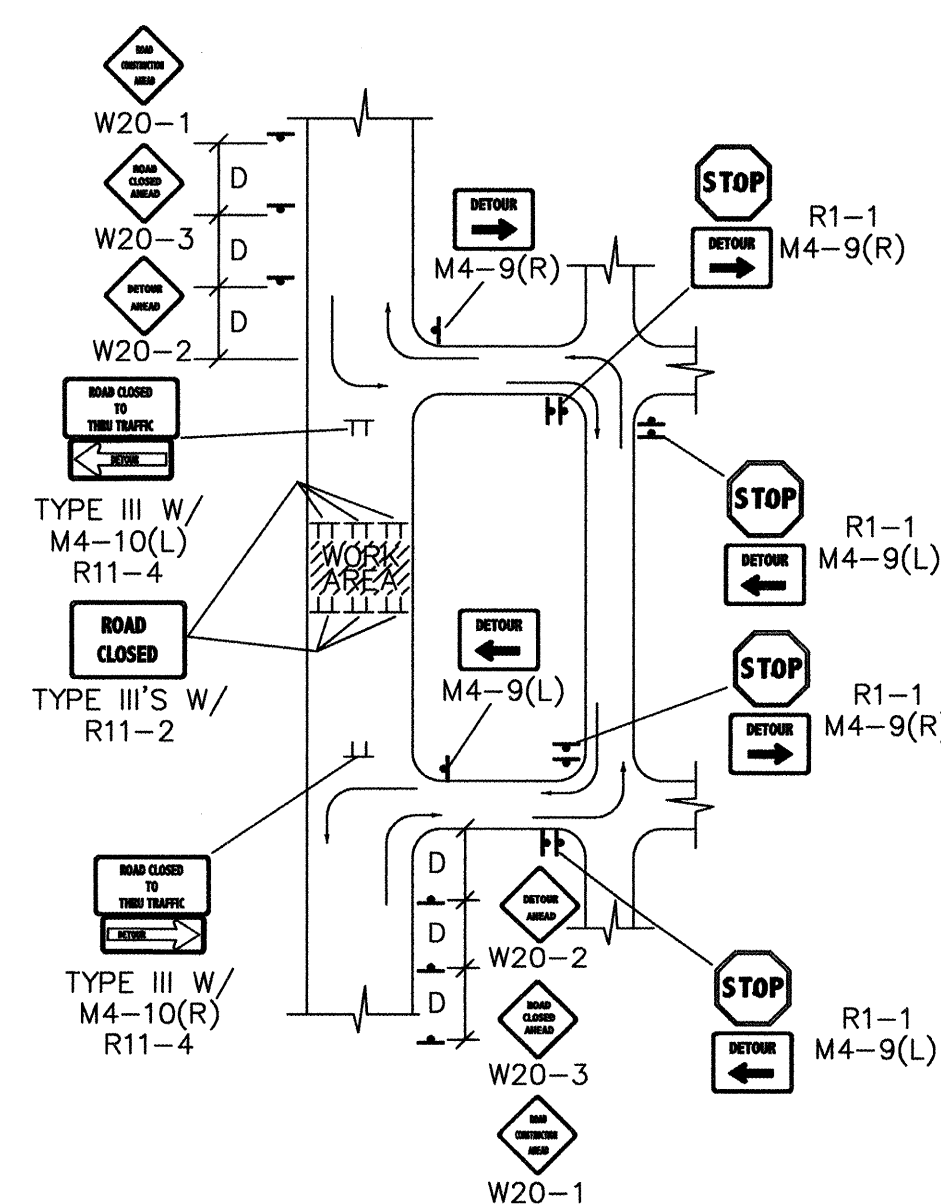 ROAD
CONSTRUCTION
AHEAD
W20-1
ROAD
CLOSED
AHEAD
W20-3
DETOUR
AHEAD
W20-2
D
D
D
DETOUR
M4-9(R)
STOP
R1-1
DETOUR
M4-9(R)
ROAD CLOSED
TO
THRU TRAFFIC
DETOUR
TYPE III W/
M4-10(L)
R11-4
WORK
AREA
ROAD
CLOSED
TYPE III'S W/
R11-2
STOP
R1-1
DETOUR
M4-9(L)
DETOUR
M4-9(L)
STOP
R1-1
DETOUR
M4-9(R)
ROAD CLOSED
TO
THRU TRAFFIC
DETOUR
TYPE III W/
M4-10(R)
R11-4
D
D
D
DETOUR
AHEAD
W20-2
ROAD
CLOSED
AHEAD
W20-3
ROAD
CONSTRUCTION
AHEAD
W20-1
STOP
R1-1
DETOUR
M4-9(L)